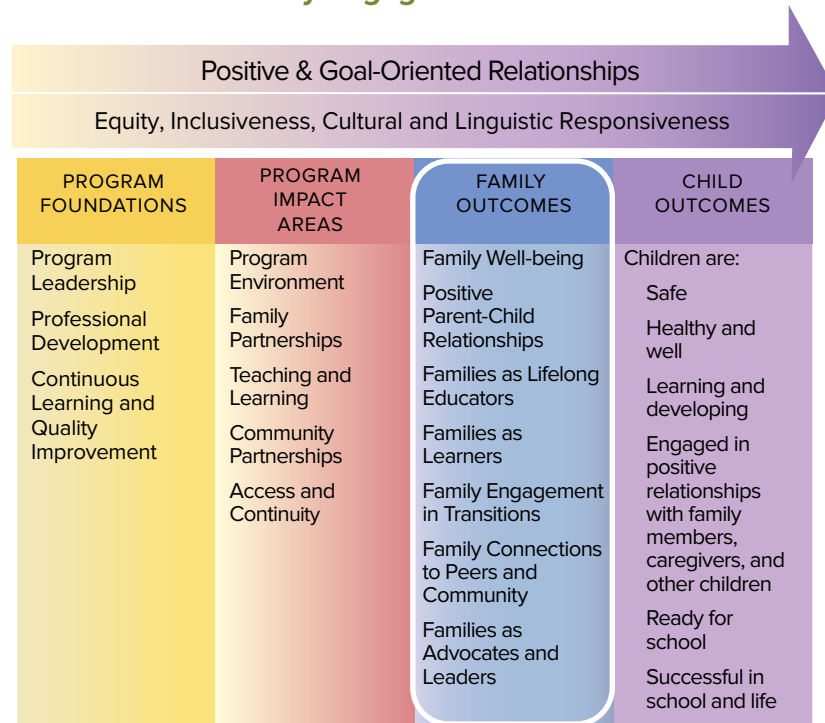 Positive & Goal-Oriented Relationships
Equity, Inclusiveness, Cultural and Linguistic Responsiveness
PROGRAM
FOUNDATIONS
Program
Leadership
Professional
Development
Continuous
Learning and
Quality
Improvement
PROGRAM
IMPACT
AREAS
Program
Environment
Family
Partnerships
Teaching and
Learning
Community
Partnerships
Access and
Continuity
FAMILY
OUTCOMES
Family Well-being
Positive
Parent-Child
Relationships
Families as Lifelong
Educators
Families as
Learners
Family Engagement
in Transitions
Family Connections
to Peers and
Community
Families as
Advocates and
Leaders
CHILD
OUTCOMES
Children are:
Safe
Healthy and
well
Learning and
developing
Engaged in
positive
relationships
with family
members,
caregivers, and
other children
Ready for
school
Successful in
school and life